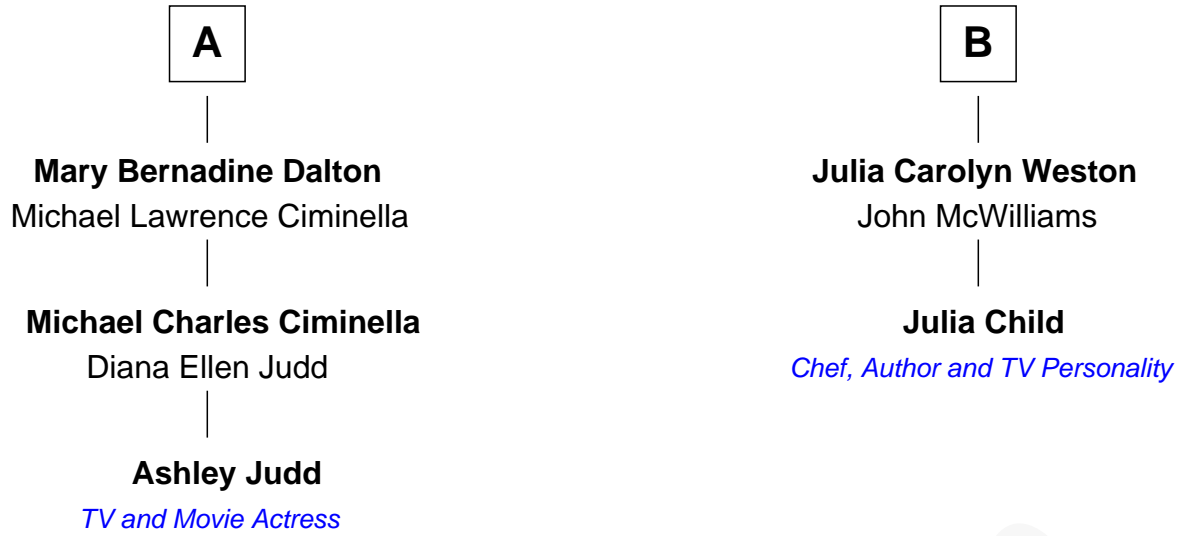 A
Mary Bernadine Dalton
Michael Lawrence Ciminella
Michael Charles Ciminella
Diana Ellen Judd
Ashley Judd
TV and Movie Actress
B
Julia Carolyn Weston
John McWilliams
Julia Child
Chef, Author and TV Personality